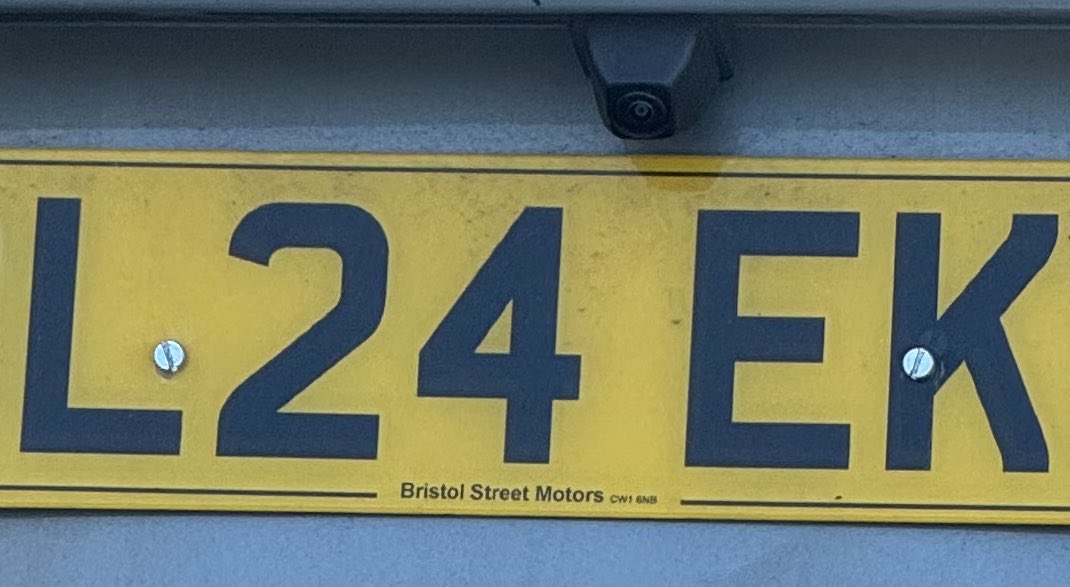 L24 EK
Bristol Street Motors CW1 6NB